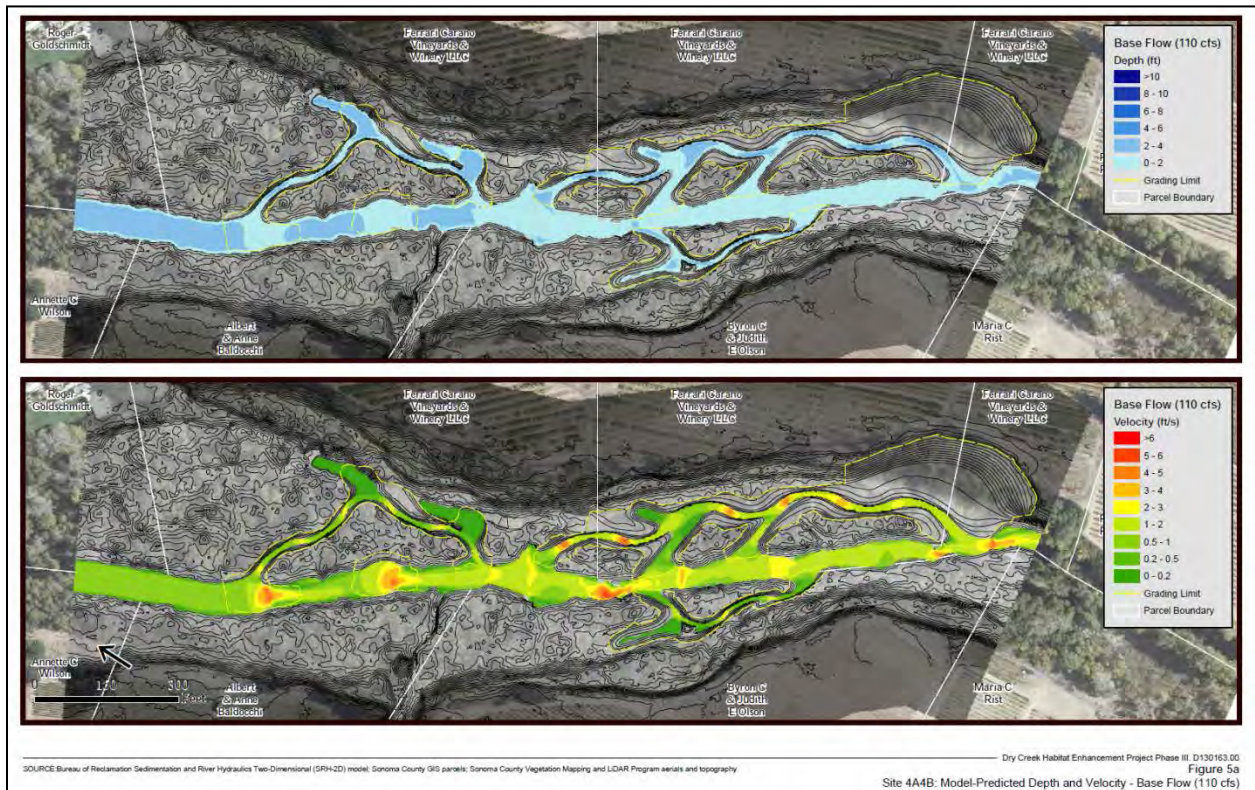 Roger
Goldschmidt
Ferrari Carano
Vineyards &
Winery LLC
Ferrari Carano
Vineyards &
Winery LLC
Ferrari Carano
Vineyards &
Winery LLC
Annette C
Wilson
Albert
& Anne
Baldocchi
Byron C
& Judith
E Olson
Maria C
Rist
Base Flow (110 cfs)
Depth (ft)
>10
8 - 10
6 - 8
4 - 6
2 - 4
0 - 2
Grading Limit
Parcel Boundary
Roger
Goldschmidt
Ferrari Carano
Vineyards &
Winery LLC
Ferrari Carano
Vineyards &
Winery LLC
Ferrari Carano
Vineyards &
Winery LLC
Annette C
Wilson
0 150 300
Feet
Albert
& Anne
Baldocchi
Byron C
& Judith
E Olson
Maria C
Rist
Base Flow (110 cfs)
Velocity (ft/s)
>6
5 - 6
4 - 5
3 - 4
2 - 3
1 - 2
0.5 - 1
0.2 - 0.5
0 - 0.2
Grading Limit
Parcel Boundary
SOURCE: Bureau of Reclamation Sedimentation and River Hydraulics Two-Dimensional (SRH-2D) model; Sonoma County GIS parcels; Sonoma County Vegetation Mapping and LiDAR Program aerials and topography
Dry Creek Habitat Enhancement Project Phase III. D130163.00
Figure 5a
Site 4A4B: Model-Predicted Depth and Velocity - Base Flow (110 cfs)